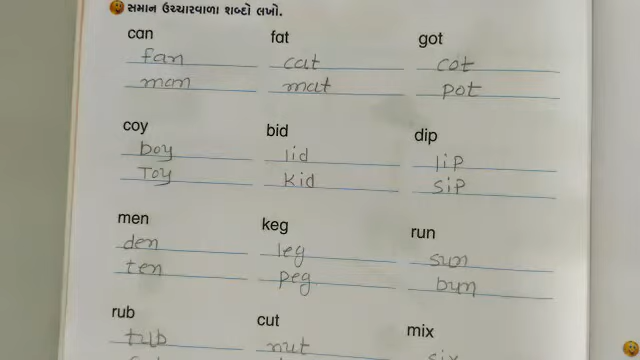 સમાન ઉચ્ચારવાળા શબ્દો લખો.
can fat got
fan cat cot
man mat pot
coy bid dip
boy lid lip
Toy kid sip
men keg run
den leg sun
ten peg bun
rub cut mix
tub nut six